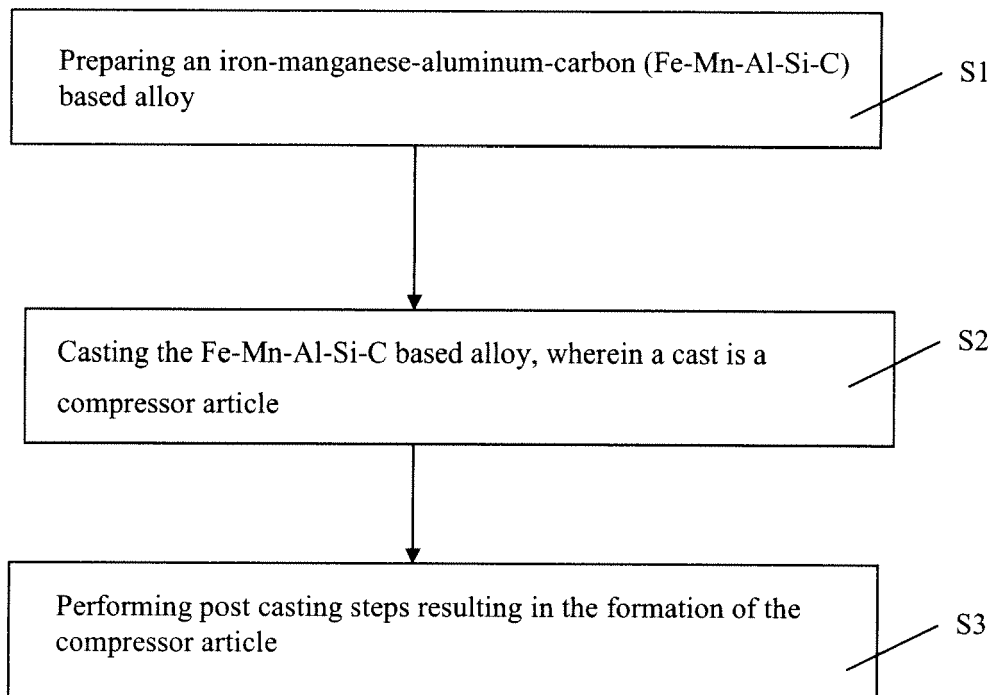 Preparing an iron-manganese-aluminum-carbon (Fe-Mn-Al-Si-C)
based alloy
S1
Casting the Fe-Mn-Al-Si-C based alloy, wherein a cast is a
compressor article
S2
Performing post casting steps resulting in the formation of the
compressor article
S3